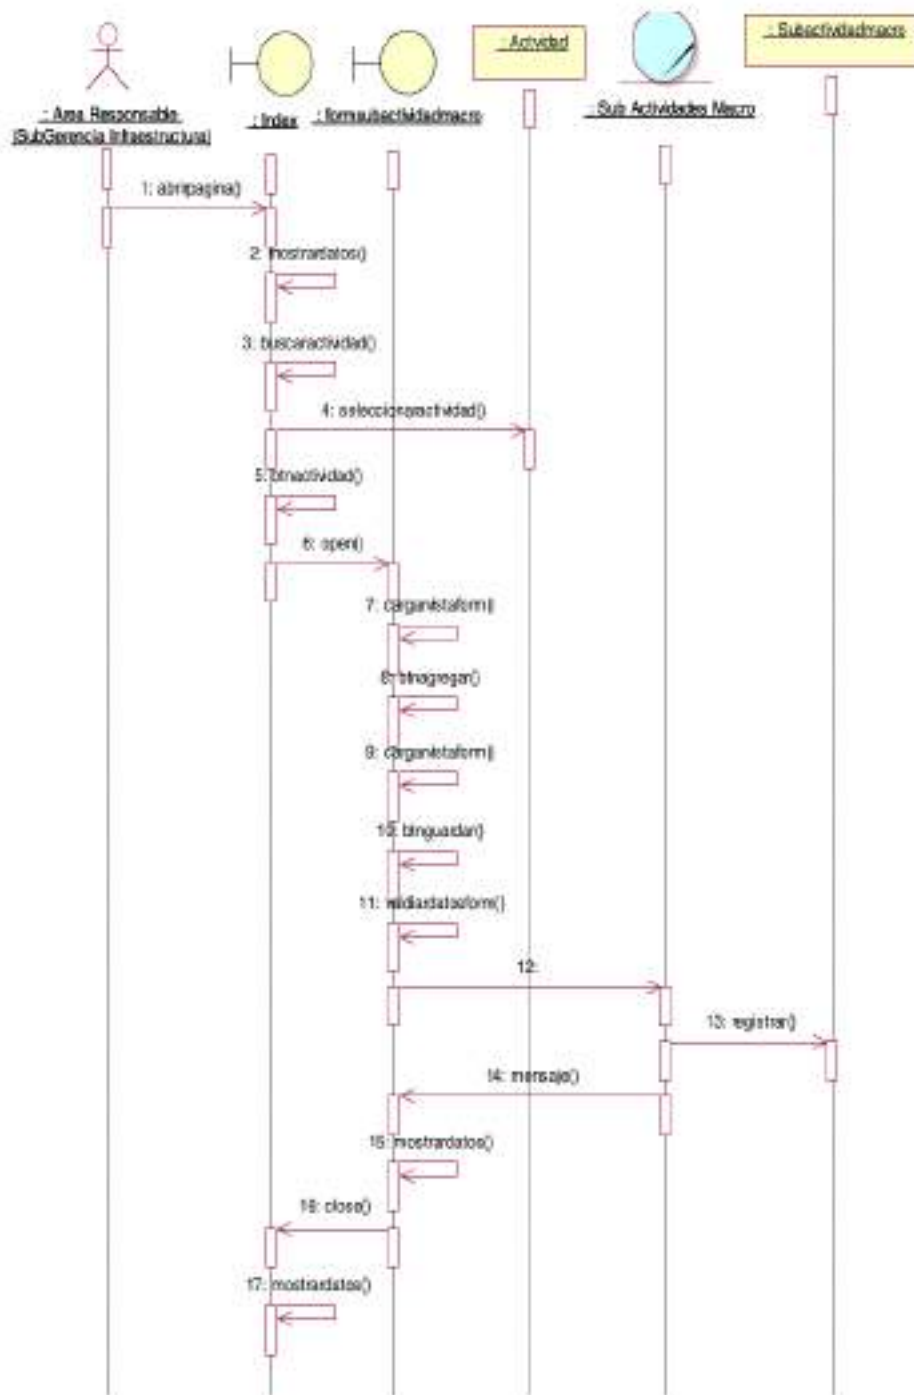 : Area Responsable
(SubGerencia Infraestructura)
: Index
: formsubactividadmacro
: Actividad
: Sub Actividades Macro
: Subactividadmacro
1: abrirpagina()
2: mostrardatos()
3: buscaractividad()
4: seleccionaractividad()
5: btnactividad()
6: open()
7: cargarvistaform()
8: btnagregar()
9: cargarvistaform()
10: btnguardar()
11: validardatosform()
12:
13: registrar()
14: mensaje()
15: mostrardatos()
16: close()
17: mostrardatos()